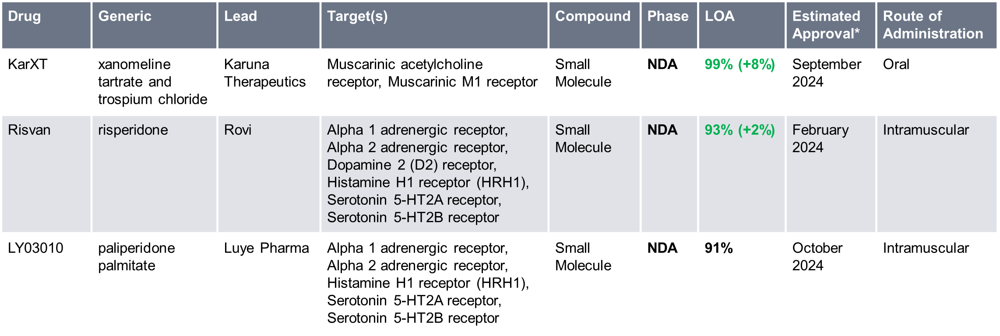 Drug
Generic
Lead
Target(s)
Compound
Phase
LOA
Estimated
Approval*
Route of
Administration
KarXT
xanomeline
tartrate and
trospium chloride
Karuna
Therapeutics
Muscarinic acetylcholine
receptor, Muscarinic M1 receptor
Small
Molecule
NDA
99% (+8%)
September
2024
Oral
Risvan
risperidone
Rovi
Alpha 1 adrenergic receptor,
Alpha 2 adrenergic receptor,
Dopamine 2 (D2) receptor,
Histamine H1 receptor (HRH1),
Serotonin 5-HT2A receptor,
Serotonin 5-HT2B receptor
Small
Molecule
NDA
93% (+2%)
February
2024
Intramuscular
LY03010
paliperidone
palmitate
Luye Pharma
Alpha 1 adrenergic receptor,
Alpha 2 adrenergic receptor,
Histamine H1 receptor (HRH1),
Serotonin 5-HT2A receptor,
Serotonin 5-HT2B receptor
Small
Molecule
NDA
91%
October
2024
Intramuscular